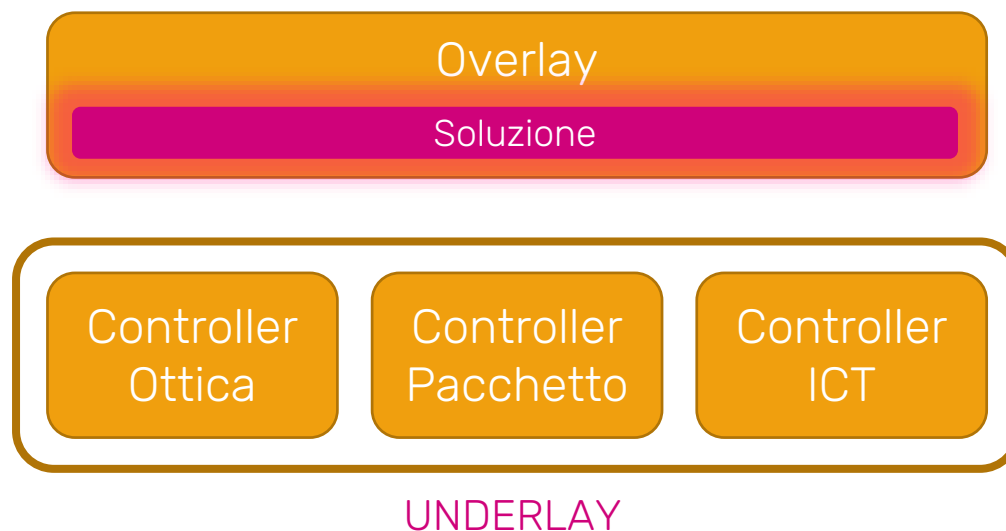 Overlay
Soluzione
Controller
Ottica
Controller
Pacchetto
Controller
ICT
UNDERLAY